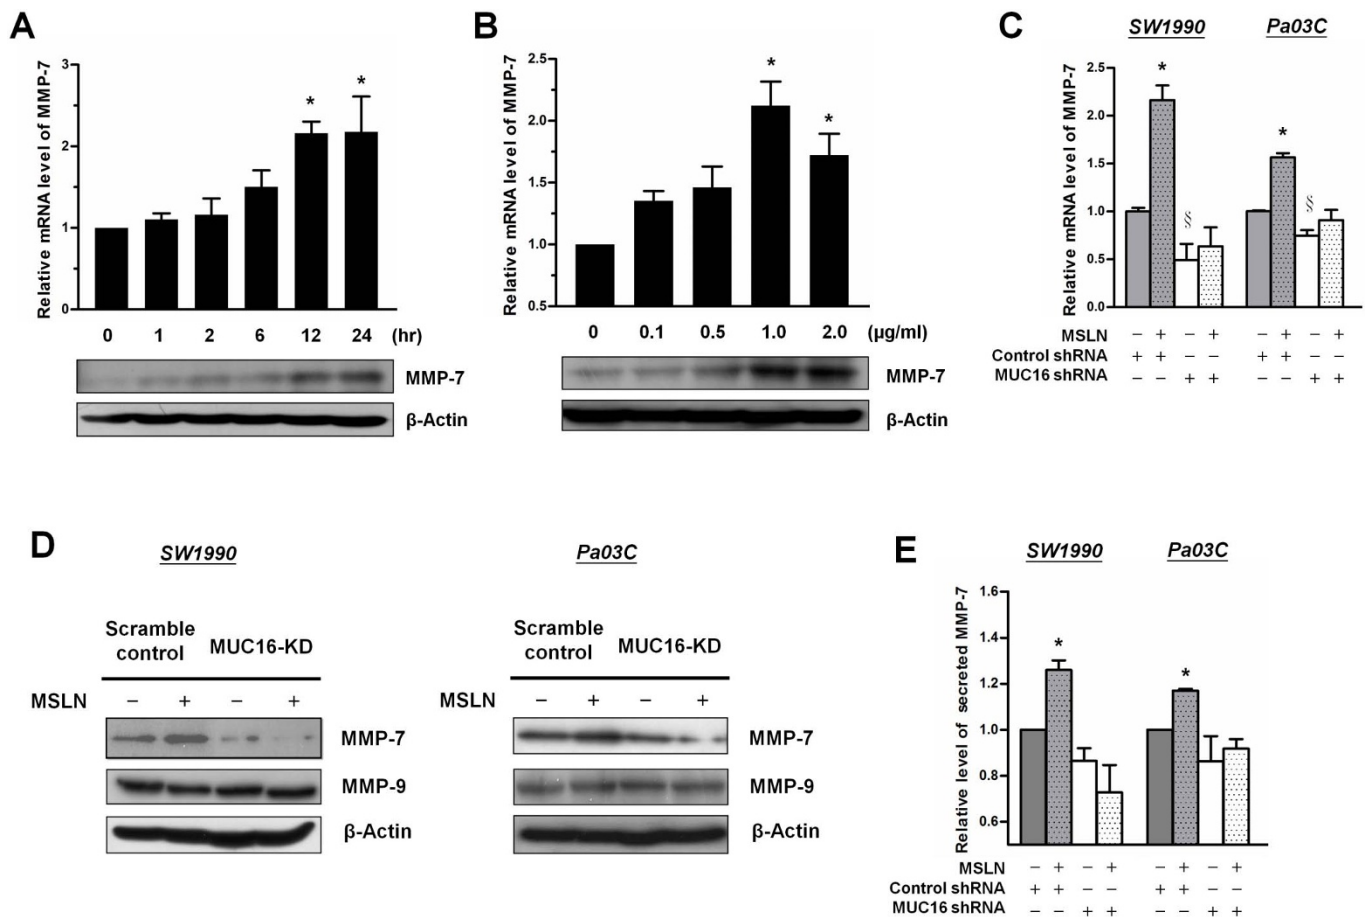 A
Relative mRNA level of MMP-7
3
2
1
0
*
*
0 1 2 6 12 24 (hr)
MMP-7
β-Actin
B
Relative mRNA level of MMP-7
2.5
2.0
1.5
1.0
0.5
*
*
0 0.1 0.5 1.0 2.0 (µg/ml)
MMP-7
β-Actin
C
SW1990 Pa03C
Relative mRNA level of MMP-7
2.5
2.0
1.5
1.0
0.5
0.0
*
§
*
§
MSLN – + – + – + – +
Control shRNA + + – – + + – –
MUC16 shRNA – – + + – – + +
D
SW1990
Scramble control MUC16-KD
MSLN – + – +
MMP-7
MMP-9
β-Actin
Pa03C
Scramble control MUC16-KD
MSLN – + – +
MMP-7
MMP-9
β-Actin
E
SW1990 Pa03C
Relative level of secreted MMP-7
1.6
1.4
1.2
1.0
0.8
0.6
*
*
MSLN – + – + – + – +
Control shRNA + + – – + + – –
MUC16 shRNA – – + + – – + +